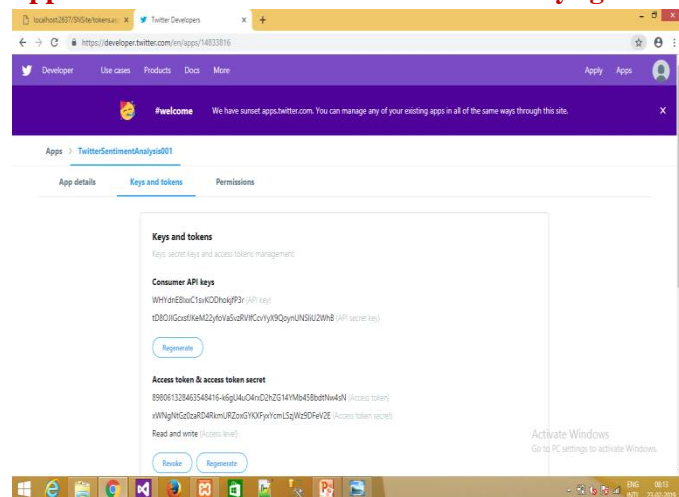 localhost:2637/SNSite/tokens.as
Twitter Developers
https://developer.twitter.com/en/apps/14833816
Developer Use cases Products Docs More Apply Apps
#welcome We have sunset apps.twitter.com. You can manage any of your existing apps in all of the same ways through this site. X
Apps TwitterSentimentAnalysis001
App details Keys and tokens Permissions
Keys and tokens
Keys, secret keys and access tokens management.
Consumer API keys
(API key)
(API secret key)
Regenerate
Access token & access token secret
(Access token)
(Access token secret)
Read and write (Access level)
Revoke Regenerate
Activate Windows
Go to PC settings to activate Windows.
ENG 08:13
INTL 23-02-2019